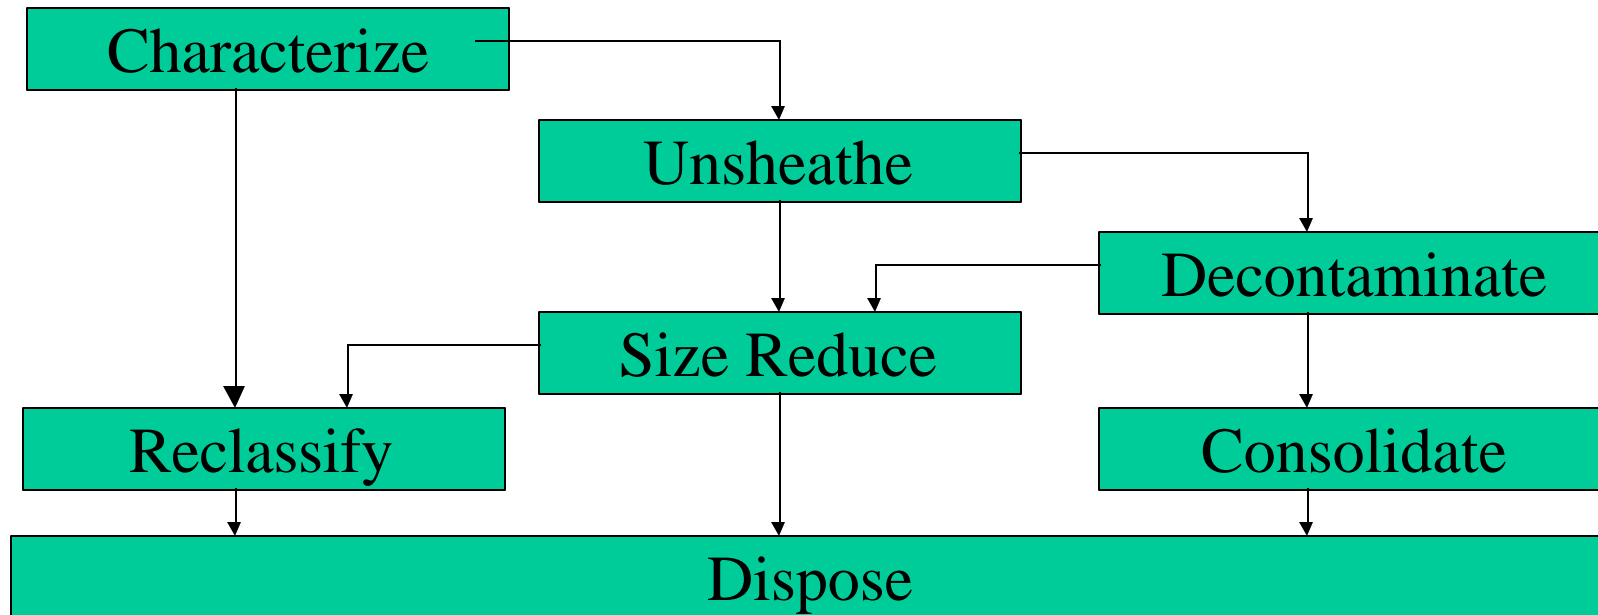 Characterize
Unsheathe
Decontaminate
Size Reduce
Reclassify
Consolidate
Dispose